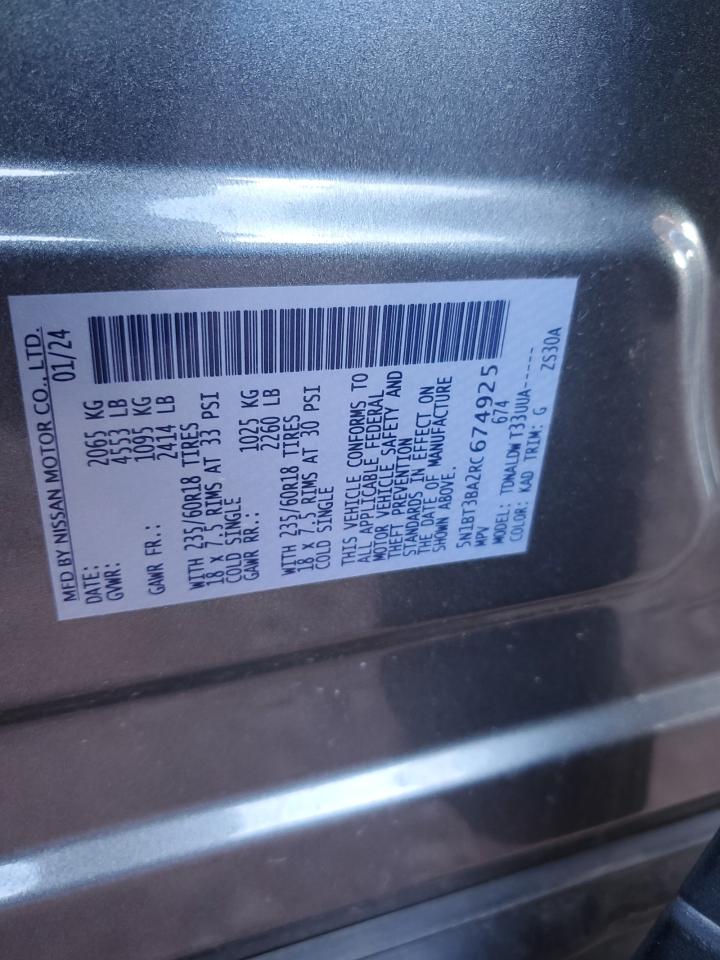 MFD BY NISSAN MOTOR CO., LTD.
DATE: 01/24
GVWR: 2065 KG
4553 LB
GAWR FR.: 1095 KG
2414 LB
WITH 235/60R18 TIRES
18 X 7.5 RIMS AT 33 PSI
COLD SINGLE
GAWR RR.: 1025 KG
2260 LB
WITH 235/60R18 TIRES
18 X 7.5 RIMS AT 30 PSI
COLD SINGLE
THIS VEHICLE CONFORMS TO
ALL APPLICABLE FEDERAL
MOTOR VEHICLE SAFETY AND
THEFT PREVENTION
STANDARDS IN EFFECT ON
THE DATE OF MANUFACTURE
SHOWN ABOVE.
5N1BT3BA2RC674925
MPV 674
MODEL: TDNALDW T33UUA-----
COLOR: KAD TRIM: G ZS30A